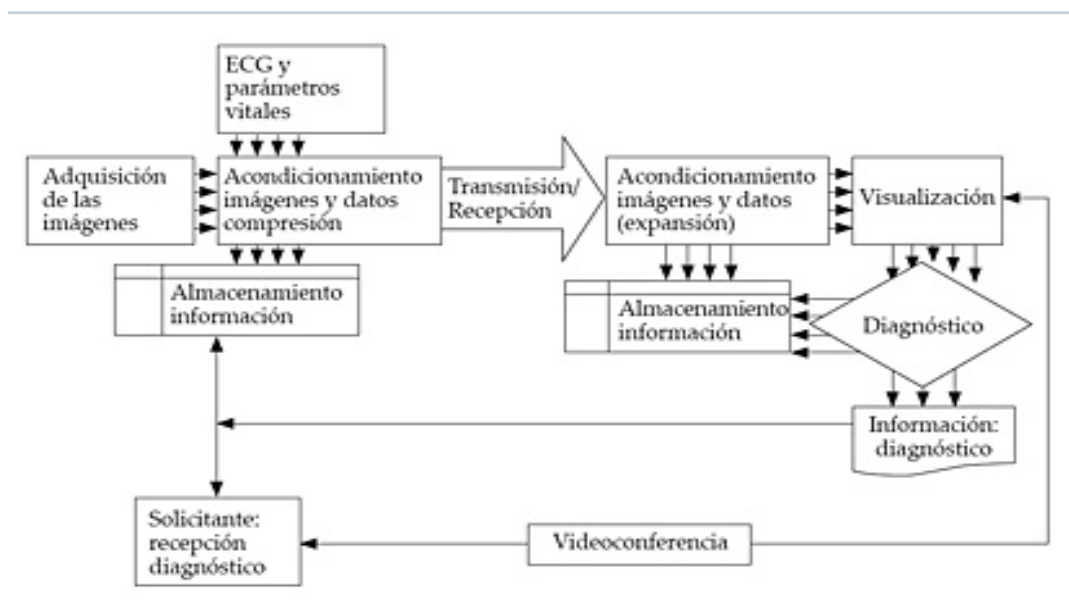 ECG y
parámetros
vitales
Adquisición
de las
imágenes
Acondicionamiento
imágenes y datos
compresión
Transmisión/
Recepción
Acondicionamiento
imágenes y datos
(expansión)
Visualización
Almacenamiento
información
Almacenamiento
información
Diagnóstico
Información:
diagnóstico
Solicitante:
recepción
diagnóstico
Videoconferencia